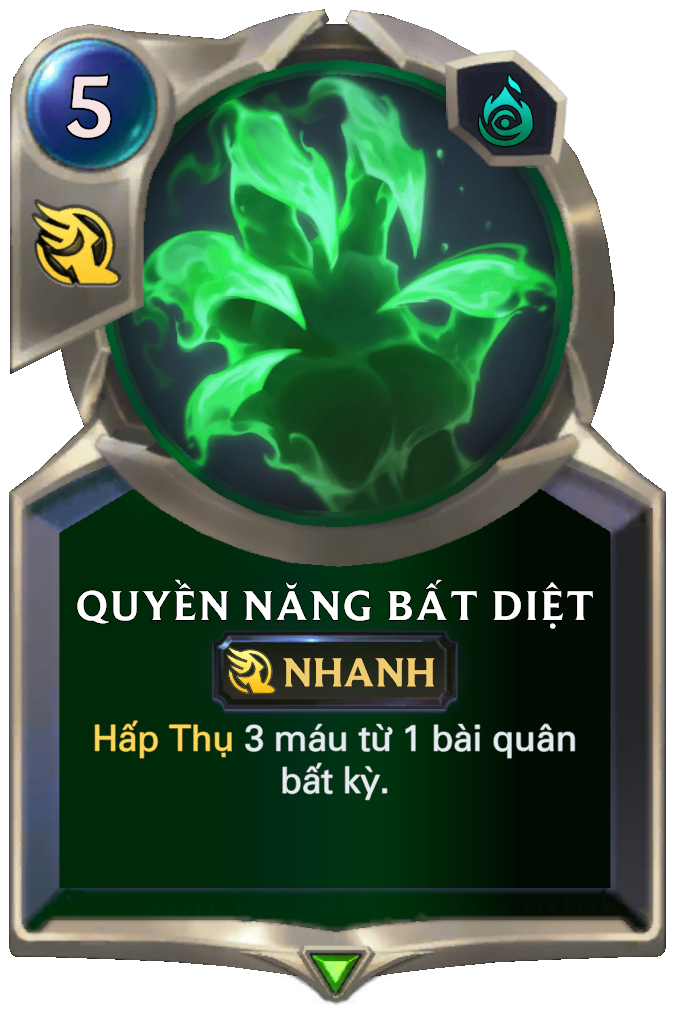 5
QUYỀN NĂNG BẤT DIỆT
NHANH
Hấp Thụ 3 máu từ 1 bài quân
bất kỳ.